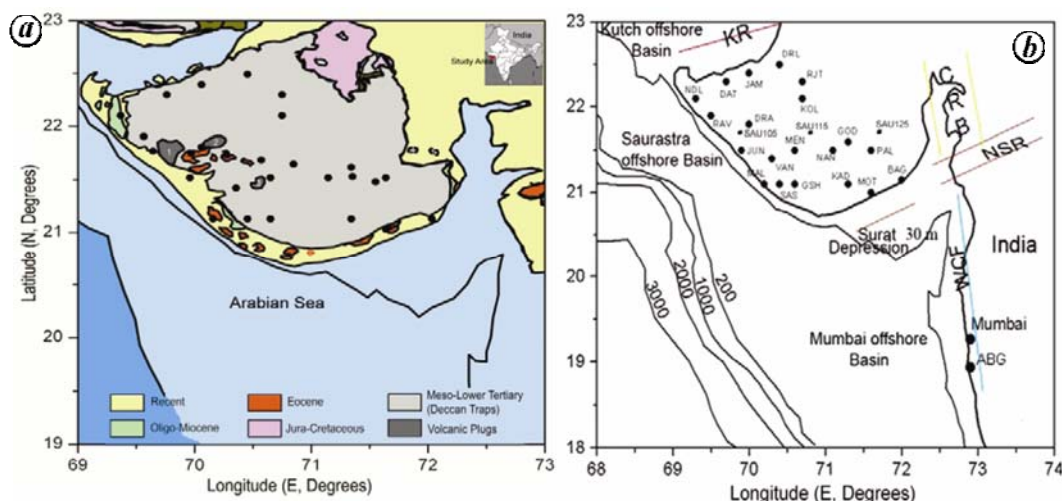 a
23
22
21
20
19
Latitude (N, Degrees)
India
Study Area
Arabian Sea
Recent
Eocene
Meso-Lower Tertiary
(Deccan Traps)
Oligo-Miocene
Jura-Cretaceous
Volcanic Plugs
69
70
71
72
73
Longitude (E, Degrees)
b
23
22
21
20
19
18
Kutch offshore
Basin
KR
DRL
NDL
DAT
JAM
RJT
KOL
RAV
DRA
SAU105
SAU115
SAU125
JUN
MEN
GOD
VAN
NAN
PAL
MAL
SAS
GSH
KAD
MOT
BAG
CRB
NSR
Saurastra
offshore Basin
Surat 30 m
Depression
India
WCF
3000
2000
1000
200
Mumbai offshore
Basin
Mumbai
ABG
68
69
70
71
72
73
74
Longitude (E, Degrees)